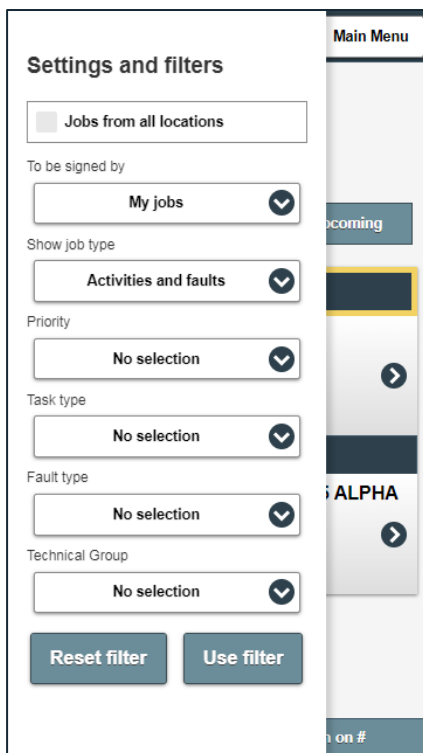 Main Menu
Settings and filters
Jobs from all locations
To be signed by
My jobs
Show job type
Activities and faults
Priority
No selection
Task type
No selection
Fault type
No selection
Technical Group
No selection
Reset filter
Use filter
ALPHA
on #